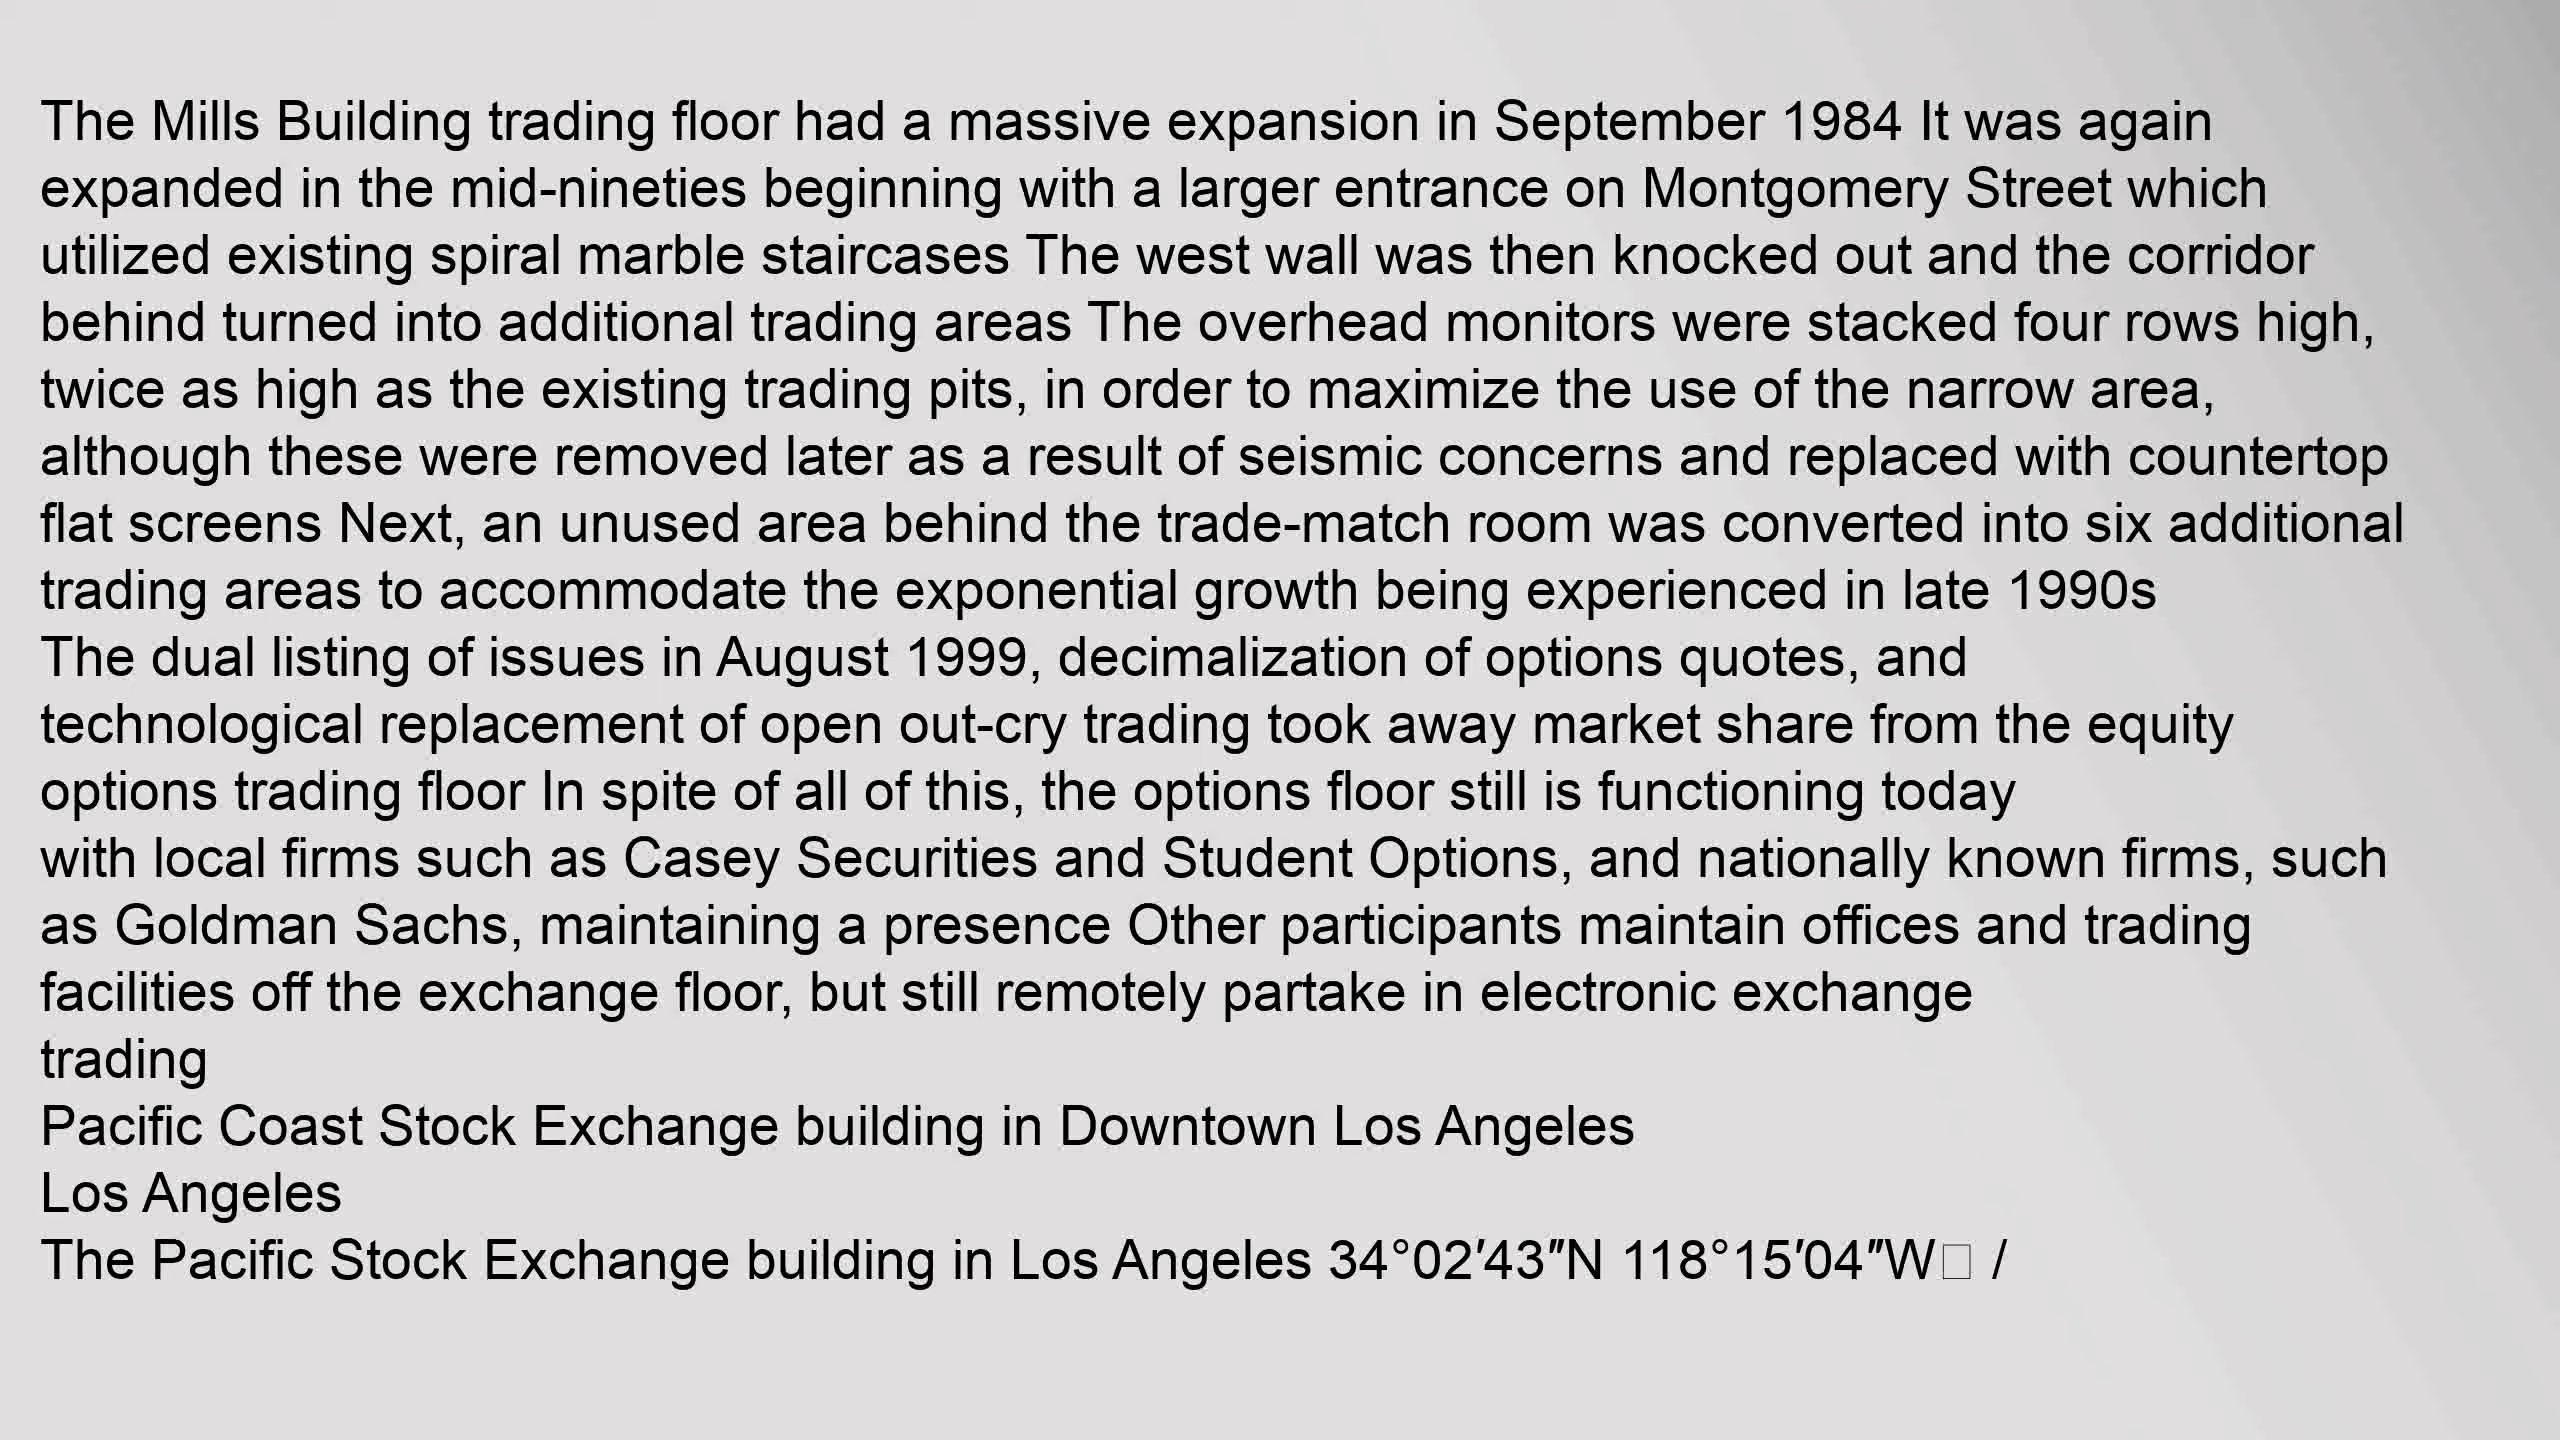 The Mills Building trading floor had a massive expansion in September 1984 It was again
expanded in the mid-nineties beginning with a larger entrance on Montgomery Street which
utilized existing spiral marble staircases The west wall was then knocked out and the corridor
behind turned into additional trading areas The overhead monitors were stacked four rows high,
twice as high as the existing trading pits, in order to maximize the use of the narrow area,
although these were removed later as a result of seismic concerns and replaced with countertop
flat screens Next, an unused area behind the trade-match room was converted into six additional
trading areas to accommodate the exponential growth being experienced in late 1990s
The dual listing of issues in August 1999, decimalization of options quotes, and
technological replacement of open out-cry trading took away market share from the equity
options trading floor In spite of all of this, the options floor still is functioning today
with local firms such as Casey Securities and Student Options, and nationally known firms, such
as Goldman Sachs, maintaining a presence Other participants maintain offices and trading
facilities off the exchange floor, but still remotely partake in electronic exchange
trading
Pacific Coast Stock Exchange building in Downtown Los Angeles
Los Angeles
The Pacific Stock Exchange building in Los Angeles 34°02′43″N 118°15′04″W□ /